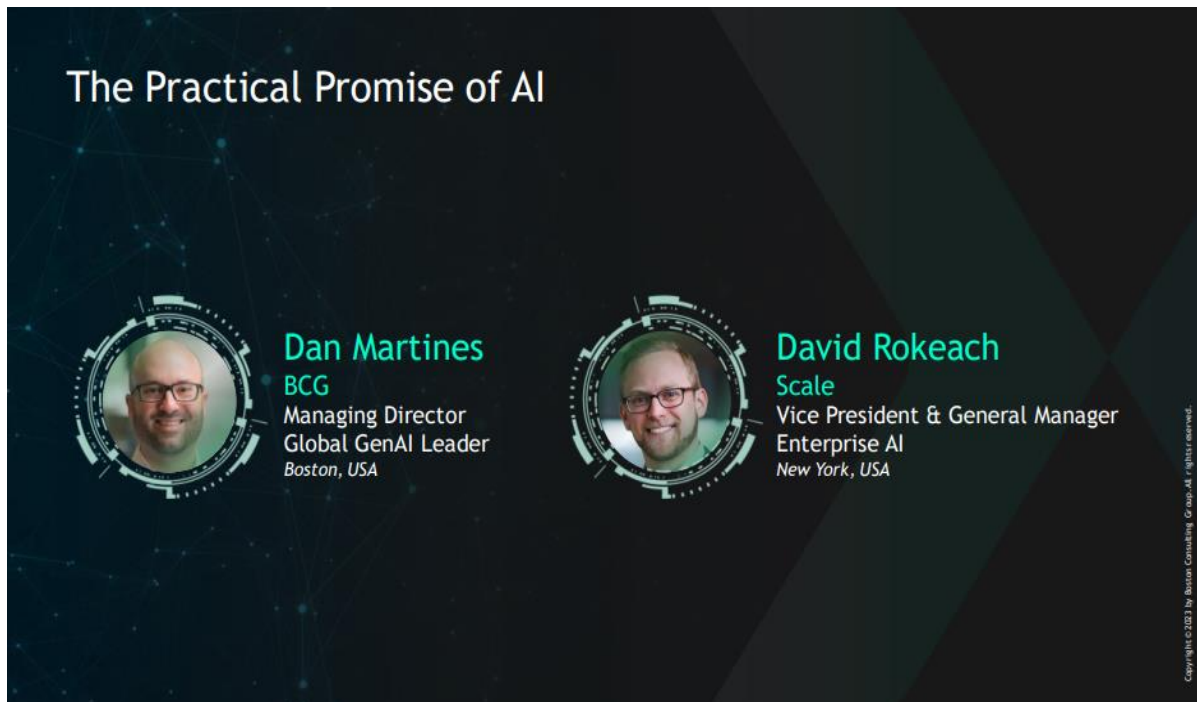 The Practical Promise of AI
Dan Martines
BCG
Managing Director
Global GenAI Leader
Boston, USA
David Rokeach
Scale
Vice President & General Manager
Enterprise AI
New York, USA
Copyright © 2023 by Boston Consulting Group. All rights reserved.